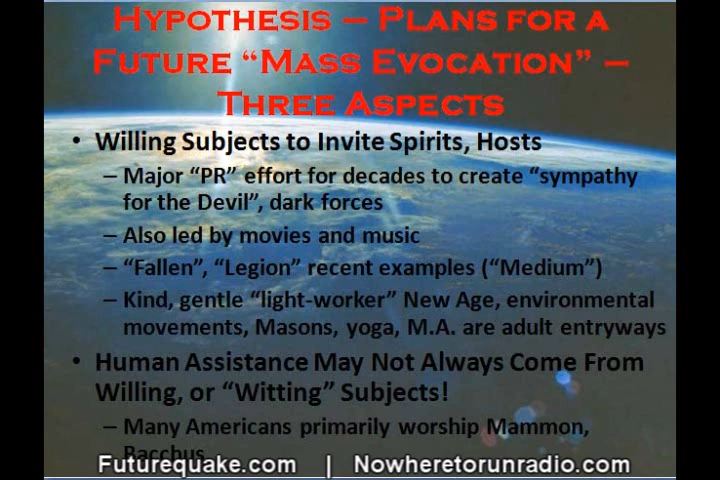 HYPOTHESIS – PLANS FOR A
FUTURE "MASS EVOCATION" –
THREE ASPECTS
• Willing Subjects to Invite Spirits, Hosts
– Major "PR" effort for decades to create "sympathy
for the Devil", dark forces
– Also led by movies and music
– "Fallen", "Legion" recent examples ("Medium")
– Kind, gentle "light-worker" New Age, environmental
movements, Masons, yoga, M.A. are adult entryways
• Human Assistance May Not Always Come From
Willing, or "Witting" Subjects!
– Many Americans primarily worship Mammon,
Bacchus
Futurequake.com | Nowheretorunradio.com